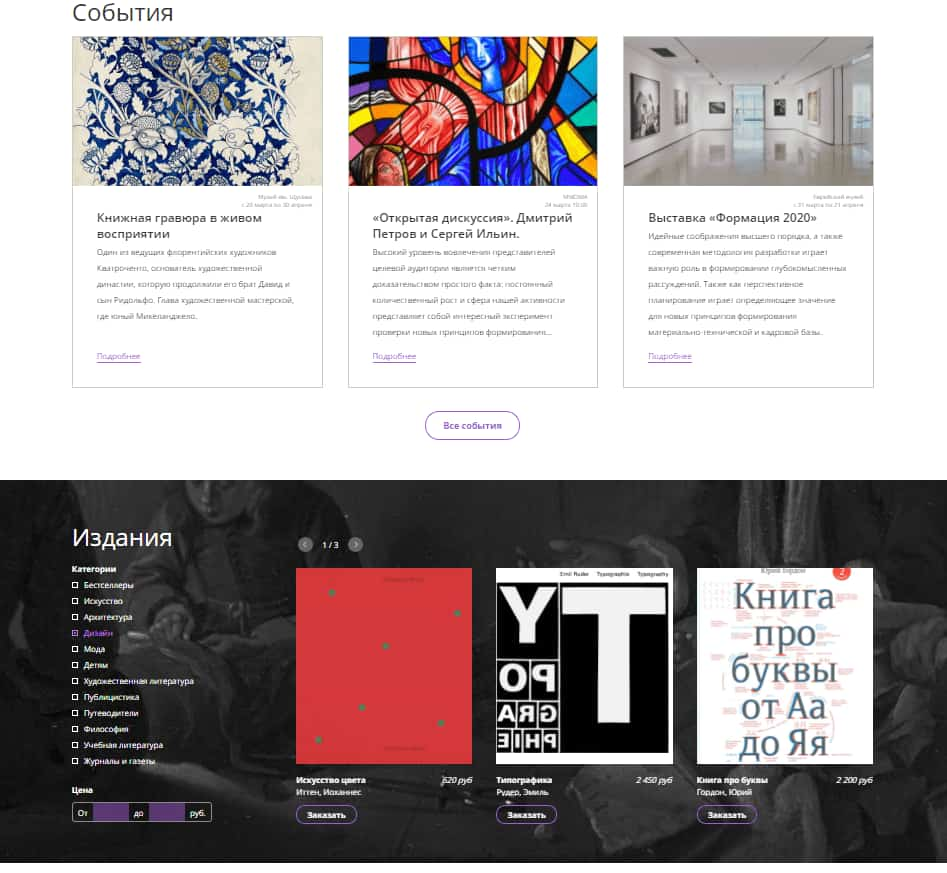 События
Музей им. Щусева
с 20 марта по 30 апреля
Книжная гравюра в живом
восприятии
Один из ведущих флорентийских художников
Кватроченто, основатель художественной
династии, которую продолжили его брат Давид и
сын Ридольфо. Глава художественной мастерской,
где юный Микеланджело.
Подробнее
24 марта 19:00
«Открытая дискуссия». Дмитрий
Петров и Сергей Ильин.
Высокий уровень вовлечения представителей
целевой аудитории является четким
доказательством простого факта: постоянный
количественный рост и сфера нашей активности
представляет собой интересный эксперимент
проверки новых принципов формирования...
Подробнее
Еврейский музей
с 21 марта по 21 апреля
Выставка «Формация 2020»
Идейные соображения высшего порядка, а также
современная методология разработки играет
важную роль в формировании глубокомысленных
рассуждений. Также как перспективное
планирование играет определяющее значение
для новых принципов формирования
материально-технической и кадровой базы.
Подробнее
Все события
Издания
Категории
Бестселлеры
Искусство
Архитектура
Дизайн
Мода
Детям
Художественная литература
Публицистика
Путеводители
Философия
Учебная литература
Журналы и газеты
Цена
От до руб.
1 / 3
Искусство цвета 620 руб
Иттен, Иоханнес
Заказать
Emil Ruder Typographie Typography
Y
T
PO
GRA
PHIE
Типографика 2 450 руб
Рудер, Эмиль
Заказать
Юрий Гордон
2
Книга
про
буквы
от Аа
до Яя
Книга про буквы 2 200 руб
Гордон, Юрий
Заказать